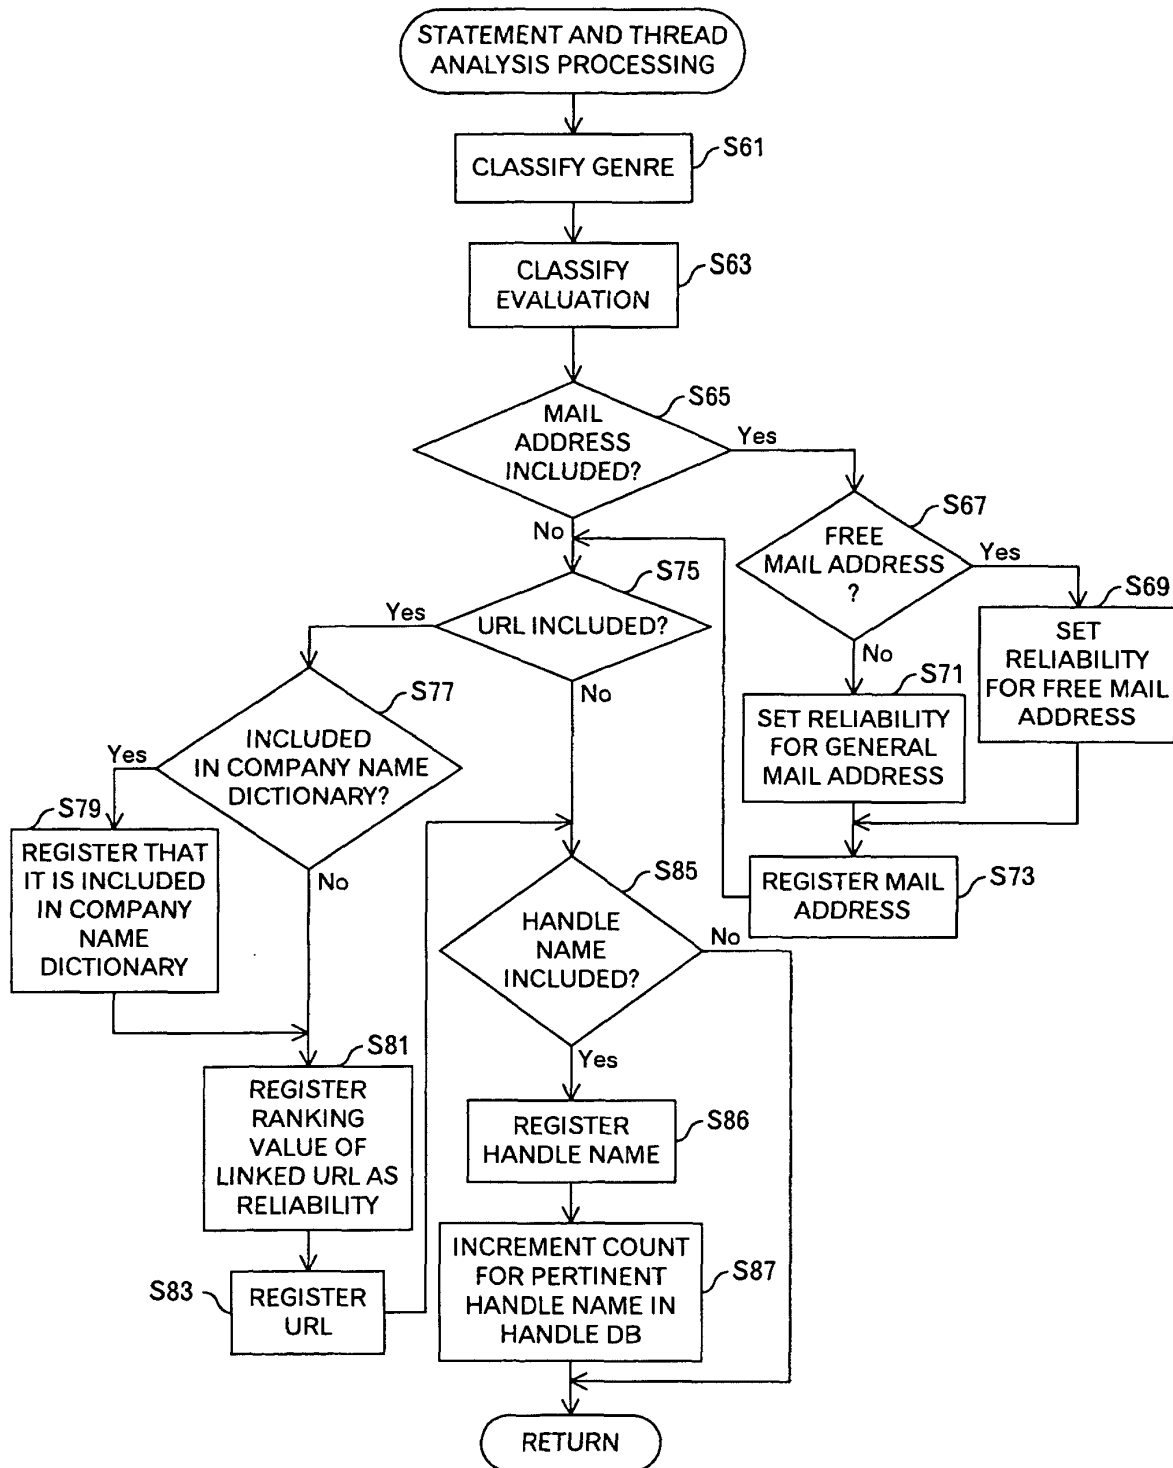 STATEMENT AND THREAD
ANALYSIS PROCESSING
CLASSIFY GENRE
S61
CLASSIFY
EVALUATION
S63
MAIL
ADDRESS
INCLUDED?
S65
Yes
No
FREE
MAIL ADDRESS
?
S67
Yes
No
SET
RELIABILITY
FOR FREE MAIL
ADDRESS
S69
SET RELIABILITY
FOR GENERAL
MAIL ADDRESS
S71
REGISTER MAIL
ADDRESS
S73
URL INCLUDED?
S75
Yes
No
INCLUDED
IN COMPANY NAME
DICTIONARY?
S77
Yes
No
S79
REGISTER THAT
IT IS INCLUDED
IN COMPANY
NAME
DICTIONARY
S81
REGISTER
RANKING
VALUE OF
LINKED URL AS
RELIABILITY
S83
REGISTER
URL
HANDLE
NAME
INCLUDED?
S85
No
Yes
REGISTER
HANDLE NAME
S86
INCREMENT COUNT
FOR PERTINENT
HANDLE NAME IN
HANDLE DB
S87
RETURN